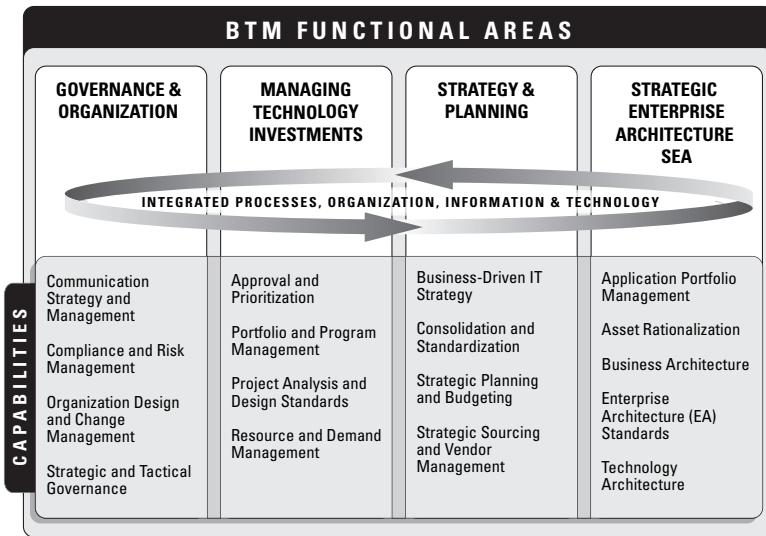 BTM FUNCTIONAL AREAS
GOVERNANCE &
ORGANIZATION
MANAGING
TECHNOLOGY
INVESTMENTS
STRATEGY &
PLANNING
STRATEGIC
ENTERPRISE
ARCHITECTURE
SEA
INTEGRATED PROCESSES, ORGANIZATION, INFORMATION & TECHNOLOGY
CAPABILITIES
Communication
Strategy and
Management
Compliance and Risk
Management
Organization Design
and Change
Management
Strategic and Tactical
Governance
Approval and
Prioritization
Portfolio and Program
Management
Project Analysis and
Design Standards
Resource and Demand
Management
Business-Driven IT
Strategy
Consolidation and
Standardization
Strategic Planning
and Budgeting
Strategic Sourcing
and Vendor
Management
Application Portfolio
Management
Asset Rationalization
Business Architecture
Enterprise
Architecture (EA)
Standards
Technology
Architecture